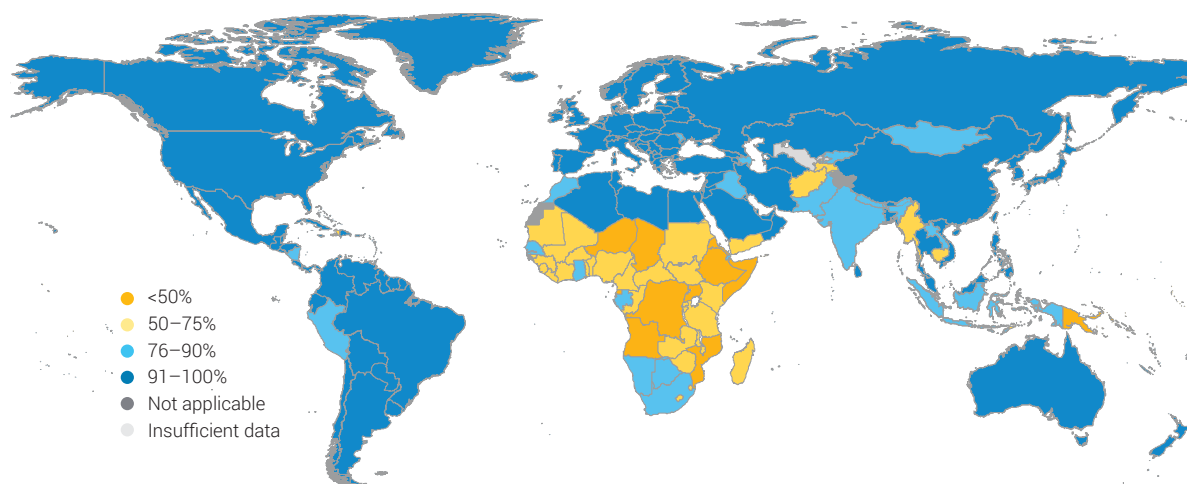 <50%
50–75%
76–90%
91–100%
Not applicable
Insufficient data